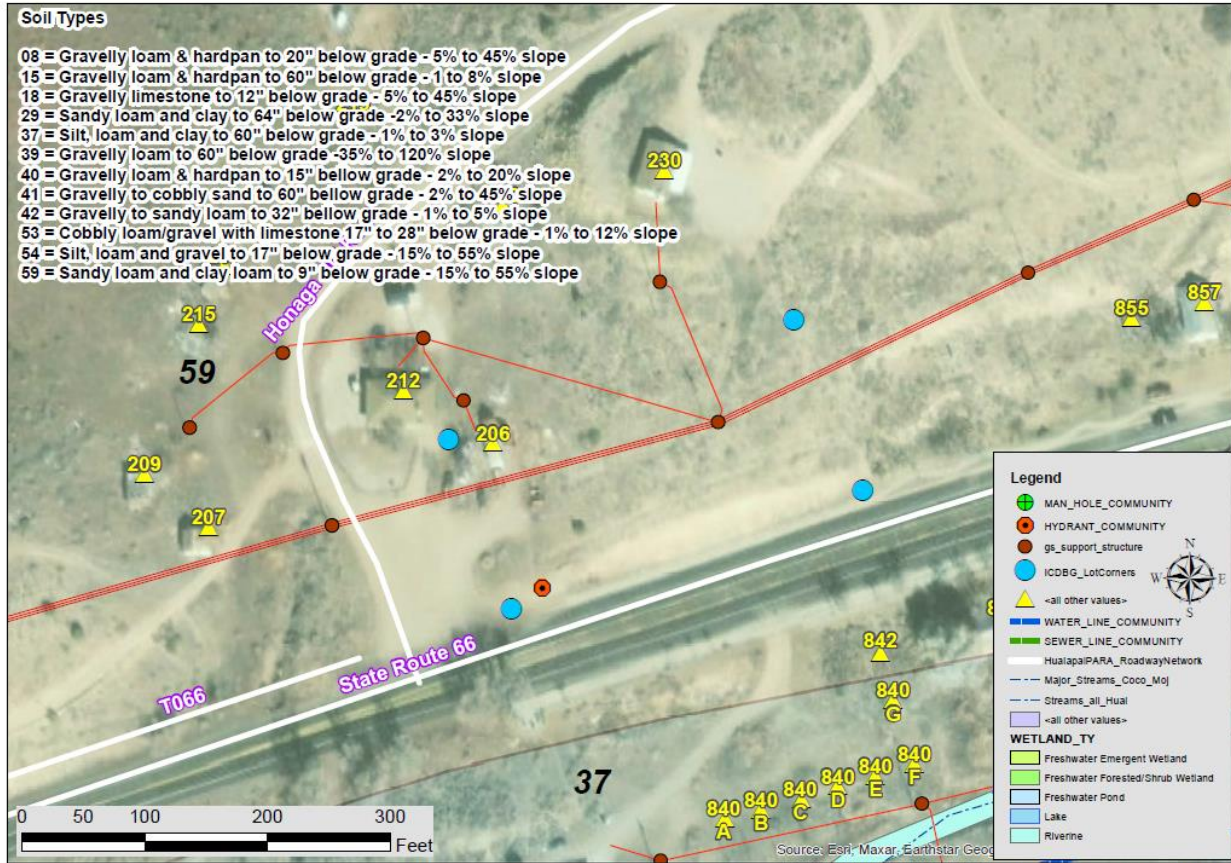 Soil Types
08 = Gravelly loam & hardpan to 20" below grade - 5% to 45% slope
15 = Gravelly loam & hardpan to 60" below grade - 1 to 8% slope
18 = Gravelly limestone to 12" below grade - 5% to 45% slope
29 = Sandy loam and clay to 64" below grade -2% to 33% slope
37 = Silt, loam and clay to 60" below grade - 1% to 3% slope
39 = Gravelly loam to 60" below grade -35% to 120% slope
40 = Gravelly loam & hardpan to 15" bellow grade - 2% to 20% slope
41 = Gravelly to cobbly sand to 60" below grade - 2% to 45% slope
42 = Gravelly to sandy loam to 32" bellow grade - 1% to 5% slope
53 = Cobbly loam/gravel with limestone 17" to 28" below grade - 1% to 12% slope
54 = Silt, loam and gravel to 17" below grade - 15% to 55% slope
59 = Sandy loam and clay loam to 9" below grade - 15% to 55% slope
230
Honaga
215
59
212
206
209
207
855
857
State Route 66
T066
842
840
G
840
F
840
E
840
D
840
C
840
B
840
A
37
Legend
MAN_HOLE_COMMUNITY
HYDRANT_COMMUNITY
gs_support_structure
ICDBG_LotCorners
<all other values>
WATER_LINE_COMMUNITY
SEWER_LINE_COMMUNITY
HualapaiPARA_RoadwayNetwork
Major_Streams_Coco_Moj
Streams_all_Hual
<all other values>
WETLAND_TY
Freshwater Emergent Wetland
Freshwater Forested/Shrub Wetland
Freshwater Pond
Lake
Riverine
N
W E
S
0 50 100 200 300
Feet
Source: Esri, Maxar, Earthstar Geog